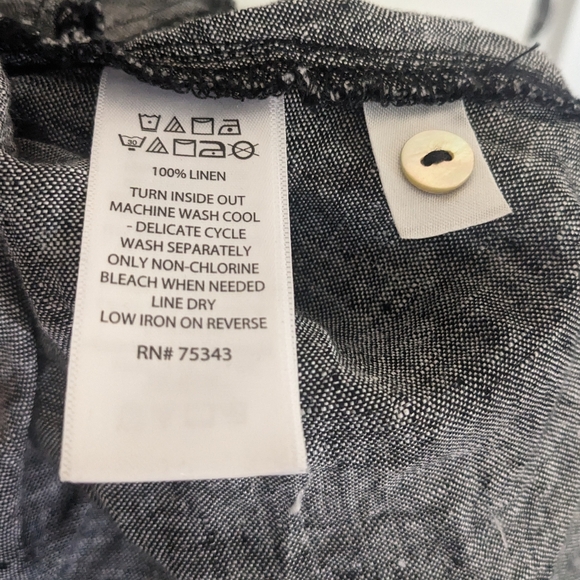 30
100% LINEN
TURN INSIDE OUT
MACHINE WASH COOL
- DELICATE CYCLE
WASH SEPARATELY
ONLY NON-CHLORINE
BLEACH WHEN NEEDED
LINE DRY
LOW IRON ON REVERSE
RN# 75343